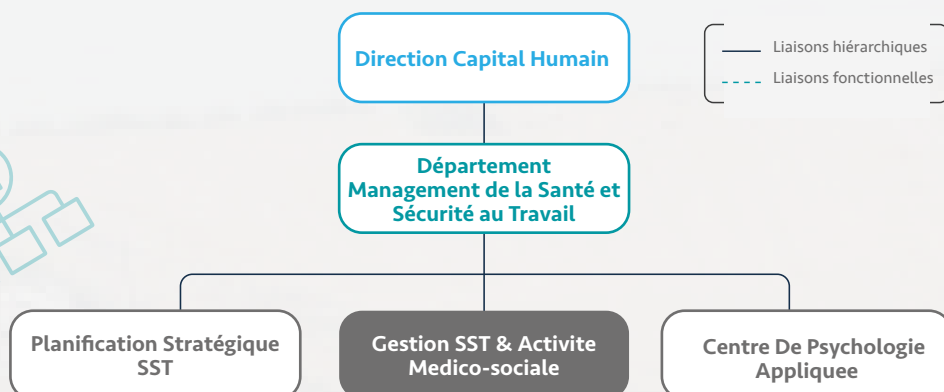 Direction Capital Humain
Liaisons hiérarchiques
Liaisons fonctionnelles
Département
Management de la Santé et
Sécurité au Travail
Planification Stratégique
SST
Gestion SST & Activite
Medico-sociale
Centre De Psychologie
Appliquee